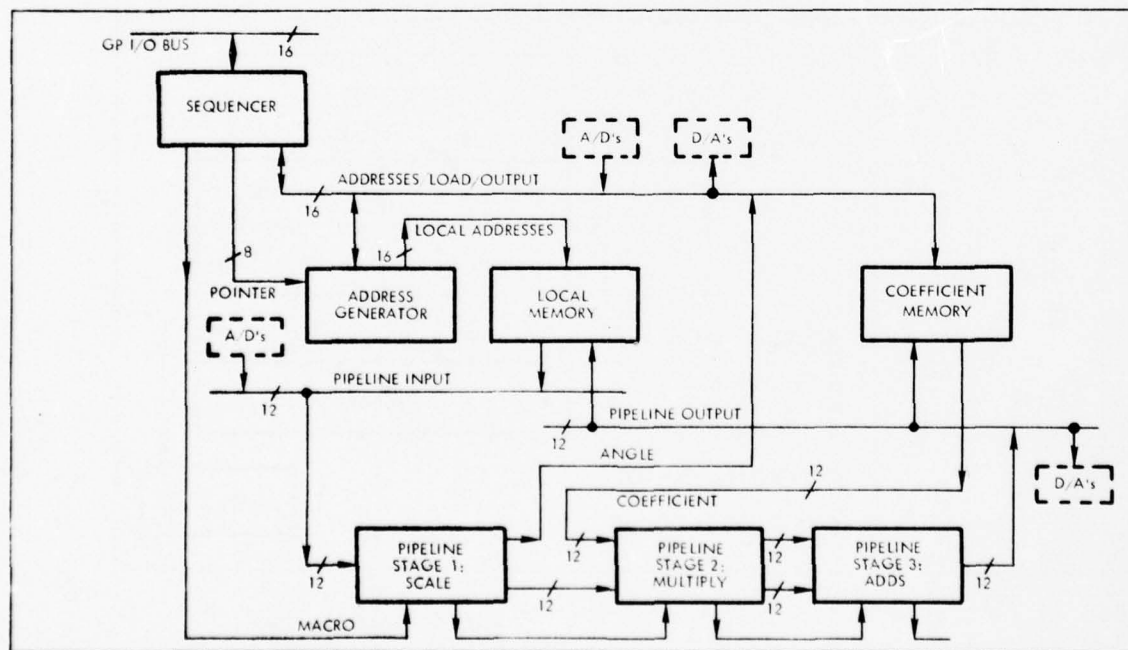 GP I/O BUS
16
SEQUENCER
A/D's
D/A's
ADDRESSES/LOAD/OUTPUT
16
LOCAL ADDRESSES
16
8
POINTER
ADDRESS
GENERATOR
LOCAL
MEMORY
COEFFICIENT
MEMORY
A/D's
PIPELINE INPUT
12
PIPELINE OUTPUT
12
ANGLE
12
COEFFICIENT
D/A's
12
PIPELINE
STAGE 1:
SCALE
12
12
PIPELINE
STAGE 2:
MULTIPLY
12
12
PIPELINE
STAGE 3:
ADDS
12
MACRO